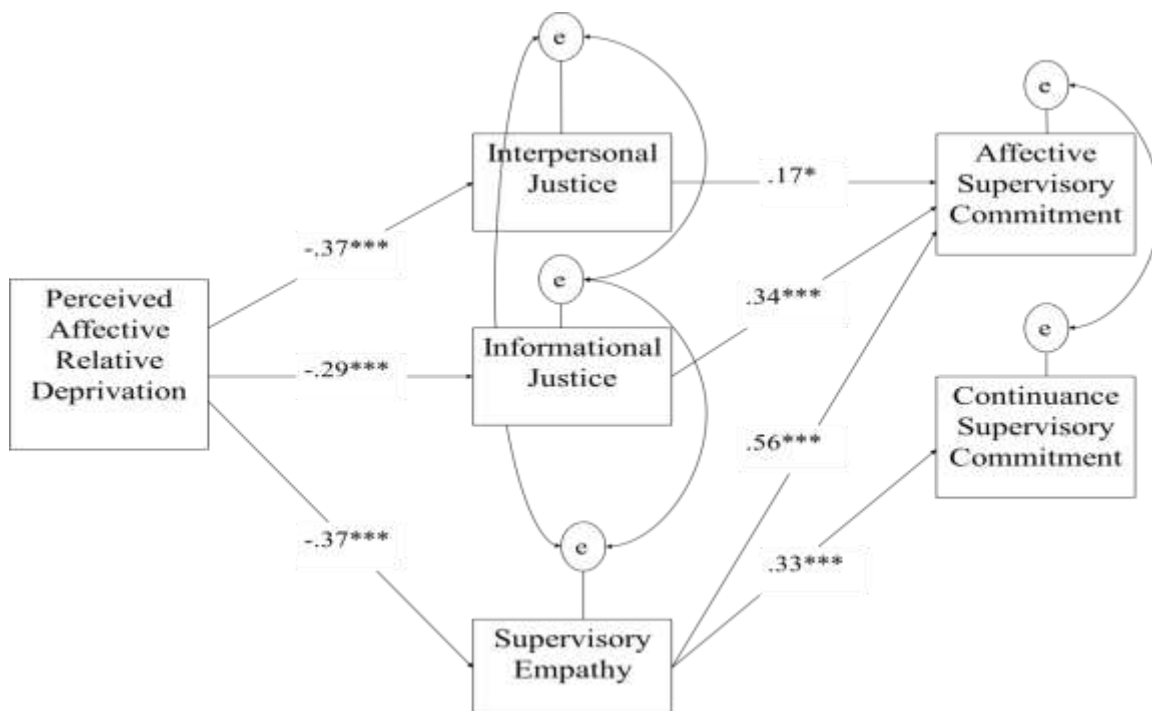 e
e
Interpersonal
Justice
.17*
Affective
Supervisory
Commitment
-.37***
e
Perceived
Affective
Relative
Deprivation
.34***
e
-.29***
Informational
Justice
Continuance
Supervisory
Commitment
.56***
-.37***
e
.33***
Supervisory
Empathy